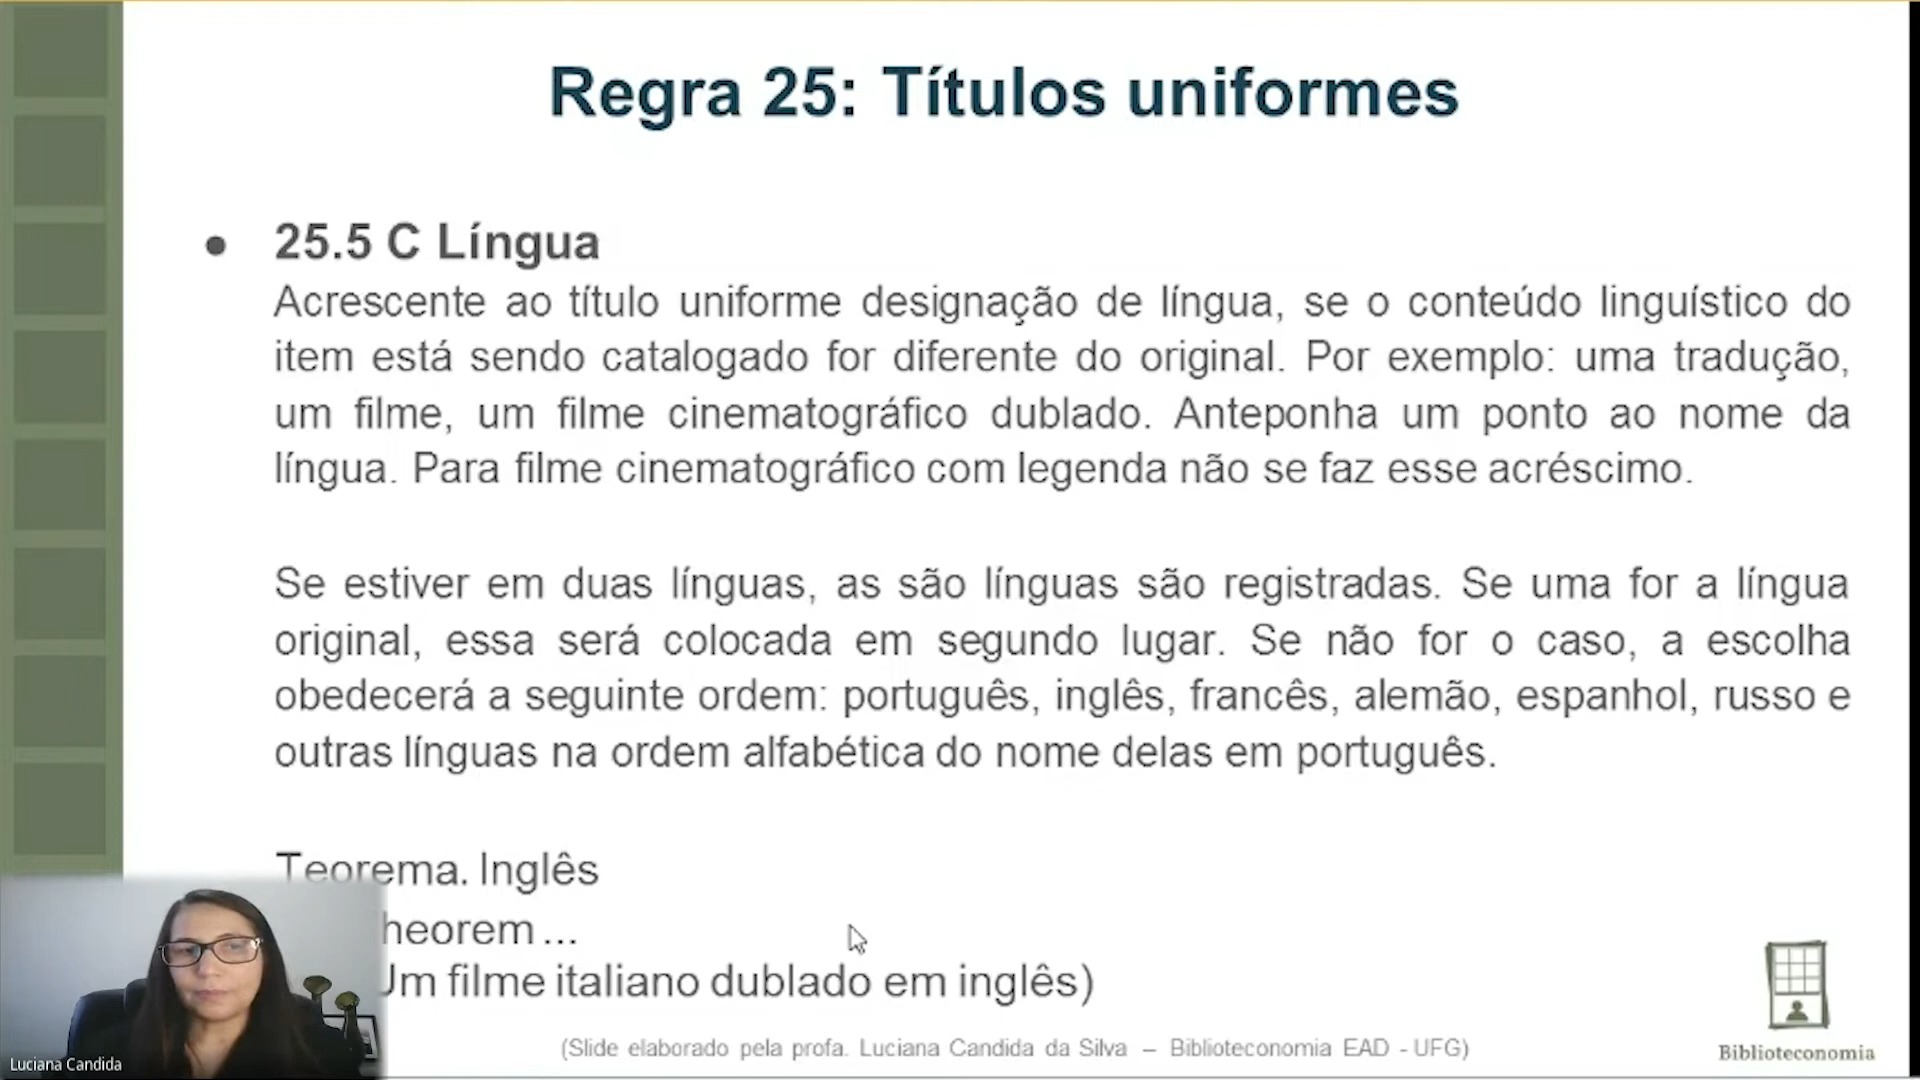 Regra 25: Títulos uniformes
● 25.5 C Língua
Acrescente ao título uniforme designação de língua, se o conteúdo linguístico do
item está sendo catalogado for diferente do original. Por exemplo: uma tradução,
um filme, um filme cinematográfico dublado. Anteponha um ponto ao nome da
língua. Para filme cinematográfico com legenda não se faz esse acréscimo.
Se estiver em duas línguas, as são línguas são registradas. Se uma for a língua
original, essa será colocada em segundo lugar. Se não for o caso, a escolha
obedecerá a seguinte ordem: português, inglês, francês, alemão, espanhol, russo e
outras línguas na ordem alfabética do nome delas em português.
Teorema. Inglês
heorem ...
Um filme italiano dublado em inglês)
(Slide elaborado pela profa. Luciana Candida da Silva – Biblioteconomia EAD - UFG)
Biblioteconomia
Luciana Candida